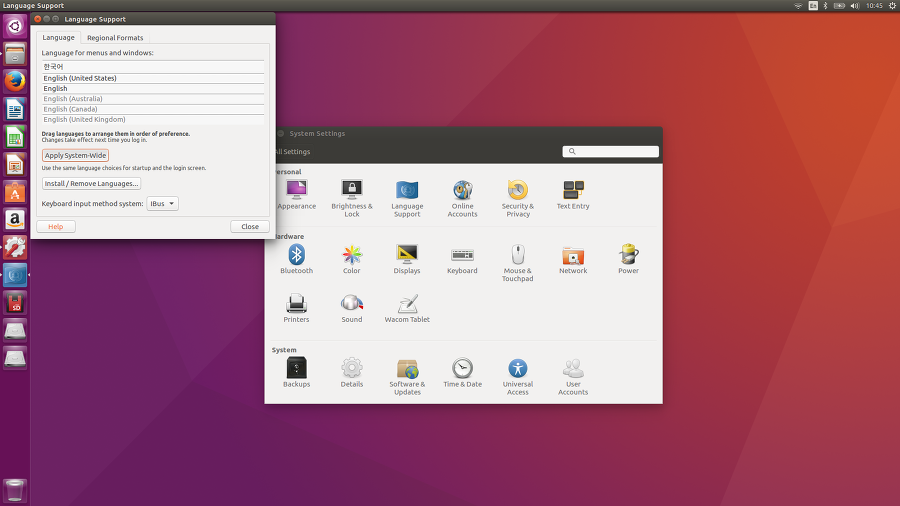 Language Support
En
10:45
Language Support
Language
Regional Formats
Language for menus and windows:
한국어
English (United States)
English
English (Australia)
English (Canada)
English (United Kingdom)
Drag languages to arrange them in order of preference.
Changes take effect next time you log in.
Apply System-Wide
Use the same language choices for startup and the login screen.
Install / Remove Languages...
Keyboard input method system: IBus
Help
Close
System Settings
All Settings
Personal
Appearance
Brightness &
Lock
Language
Support
Online
Accounts
Security &
Privacy
Text Entry
Hardware
Bluetooth
Color
Displays
Keyboard
Mouse &
Touchpad
Network
Power
Printers
Sound
Wacom Tablet
System
Backups
Details
Software &
Updates
Time & Date
Universal
Access
User
Accounts
a
SD